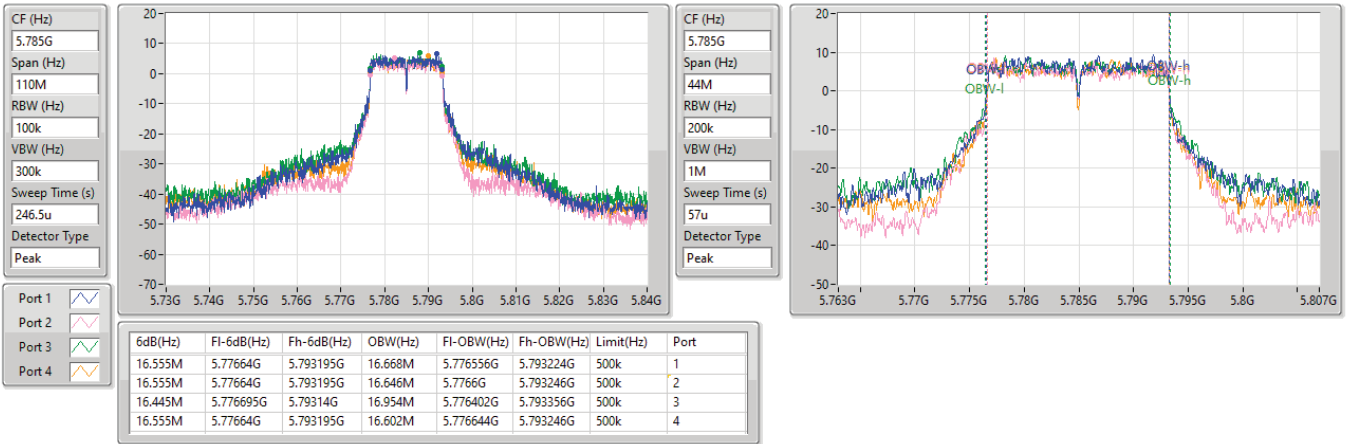 CF (Hz)
5.785G
Span (Hz)
110M
RBW (Hz)
100k
VBW (Hz)
300k
Sweep Time (s)
246.5u
Detector Type
Peak
20-
10-
0-
-10-
-20-
-30-
-40-
-50-
-60-
-70-
5.73G 5.74G 5.75G 5.76G 5.77G 5.78G 5.79G 5.80G 5.81G 5.82G 5.83G 5.84G
CF (Hz)
5.785G
Span (Hz)
44M
RBW (Hz)
200k
VBW (Hz)
1M
Sweep Time (s)
57u
Detector Type
Peak
20-
10-
0-
-10-
-20-
-30-
-40-
-50-
OBW-h
OBW-l OBW-h
5.763G 5.77G 5.775G 5.78G 5.785G 5.79G 5.795G 5.8G 5.807G
Port 1
Port 2
Port 3
Port 4
6dB(Hz) Fl-6dB(Hz) Fh-6dB(Hz) OBW(Hz) Fl-OBW(Hz) Fh-OBW(Hz) Limit(Hz) Port
16.555M 5.77664G 5.793195G 16.668M 5.776556G 5.793224G 500k 1
16.555M 5.77664G 5.793195G 16.646M 5.7766G 5.793246G 500k 2
16.445M 5.776695G 5.79314G 16.954M 5.776402G 5.793356G 500k 3
16.555M 5.77664G 5.793195G 16.602M 5.776644G 5.793246G 500k 4